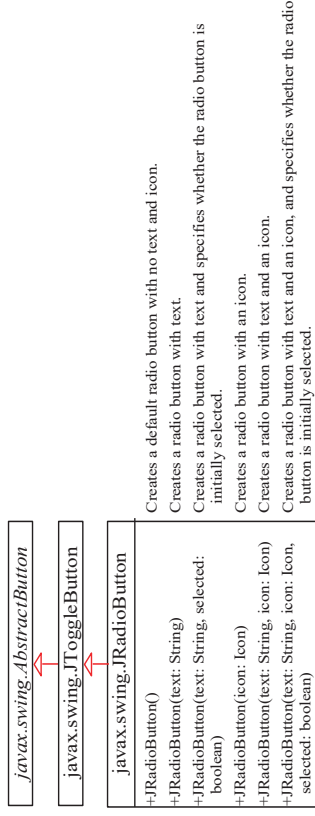 javax.swing.AbstractButton
javax.swing.JToggleButton
javax.swing.JRadioButton
+JRadioButton()
Creates a default radio button with no text and icon.
+JRadioButton(text: String)
Creates a radio button with text.
+JRadioButton(text: String, selected:
boolean)
Creates a radio button with text and specifies whether the radio button is
initially selected.
+JRadioButton(icon: Icon)
Creates a radio button with an icon.
+JRadioButton(text: String, icon: Icon)
Creates a radio button with text and an icon.
+JRadioButton(text: String, icon: Icon,
selected: boolean)
Creates a radio button with text and an icon, and specifies whether the radio
button is initially selected.